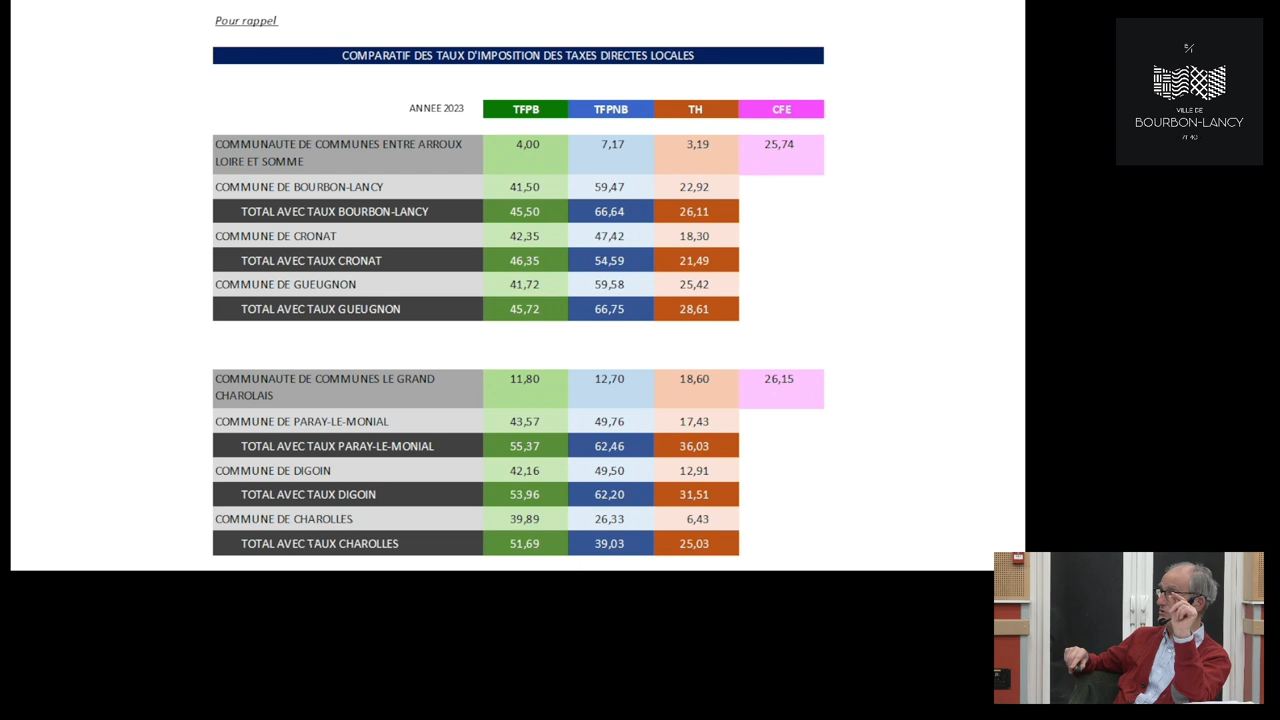 Pour rappel
COMPARATIF DES TAUX D'IMPOSITION DES TAXES DIRECTES LOCALES
ANNEE 2023 TFPB TFPNB TH CFE
COMMUNAUTE DE COMMUNES ENTRE ARROUX 4,00 7,17 3,19 25,74
LOIRE ET SOMME
COMMUNE DE BOURBON-LANCY 41,50 59,47 22,92
TOTAL AVEC TAUX BOURBON-LANCY 45,50 66,64 26,11
COMMUNE DE CRONAT 42,35 47,42 18,30
TOTAL AVEC TAUX CRONAT 46,35 54,59 21,49
COMMUNE DE GUEUGNON 41,72 59,58 25,42
TOTAL AVEC TAUX GUEUGNON 45,72 66,75 28,61
COMMUNAUTE DE COMMUNES LE GRAND 11,80 12,70 18,60 26,15
CHAROLAIS
COMMUNE DE PARAY-LE-MONIAL 43,57 49,76 17,43
TOTAL AVEC TAUX PARAY-LE-MONIAL 55,37 62,46 36,03
COMMUNE DE DIGOIN 42,16 49,50 12,91
TOTAL AVEC TAUX DIGOIN 53,96 62,20 31,51
COMMUNE DE CHAROLLES 39,89 26,33 6,43
TOTAL AVEC TAUX CHAROLLES 51,69 39,03 25,03
VILLE DE
BOURBON-LANCY
71140